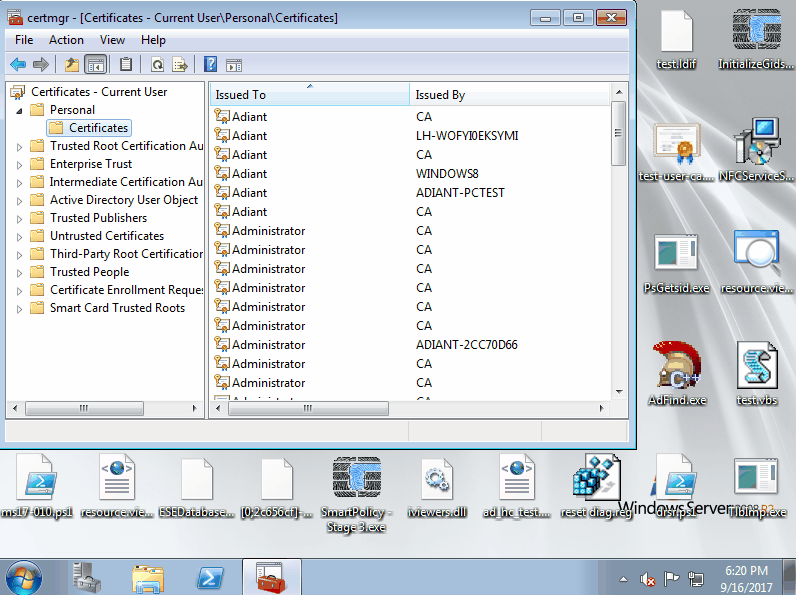 certmgr - [Certificates - Current User\Personal\Certificates]
File Action View Help
Certificates - Current User
Personal
Certificates
Trusted Root Certification Au
Enterprise Trust
Intermediate Certification Au
Active Directory User Object
Trusted Publishers
Untrusted Certificates
Third-Party Root Certification
Trusted People
Certificate Enrollment Reques
Smart Card Trusted Roots
Issued To Issued By
Adiant CA
Adiant LH-WOFYI0EKSYMI
Adiant CA
Adiant WINDOWS8
Adiant ADIANT-PCTEST
Adiant CA
Administrator CA
Administrator CA
Administrator CA
Administrator CA
Administrator CA
Administrator CA
Administrator ADIANT-2CC70D66
Administrator CA
Administrator CA
test.ldif
InitializeGids...
test-user-ca....
NFCServiceS...
PsGetsid.exe
resource.vie...
AdFind.exe
test.vbs
ms17-010.ps1
resource.vie...
ESEDatabase...
SmartPolicy - Stage 3.exe
iviewers.dll
ad_hc_test....
reset diag.reg
Windows Server
6:20 PM
9/16/2017